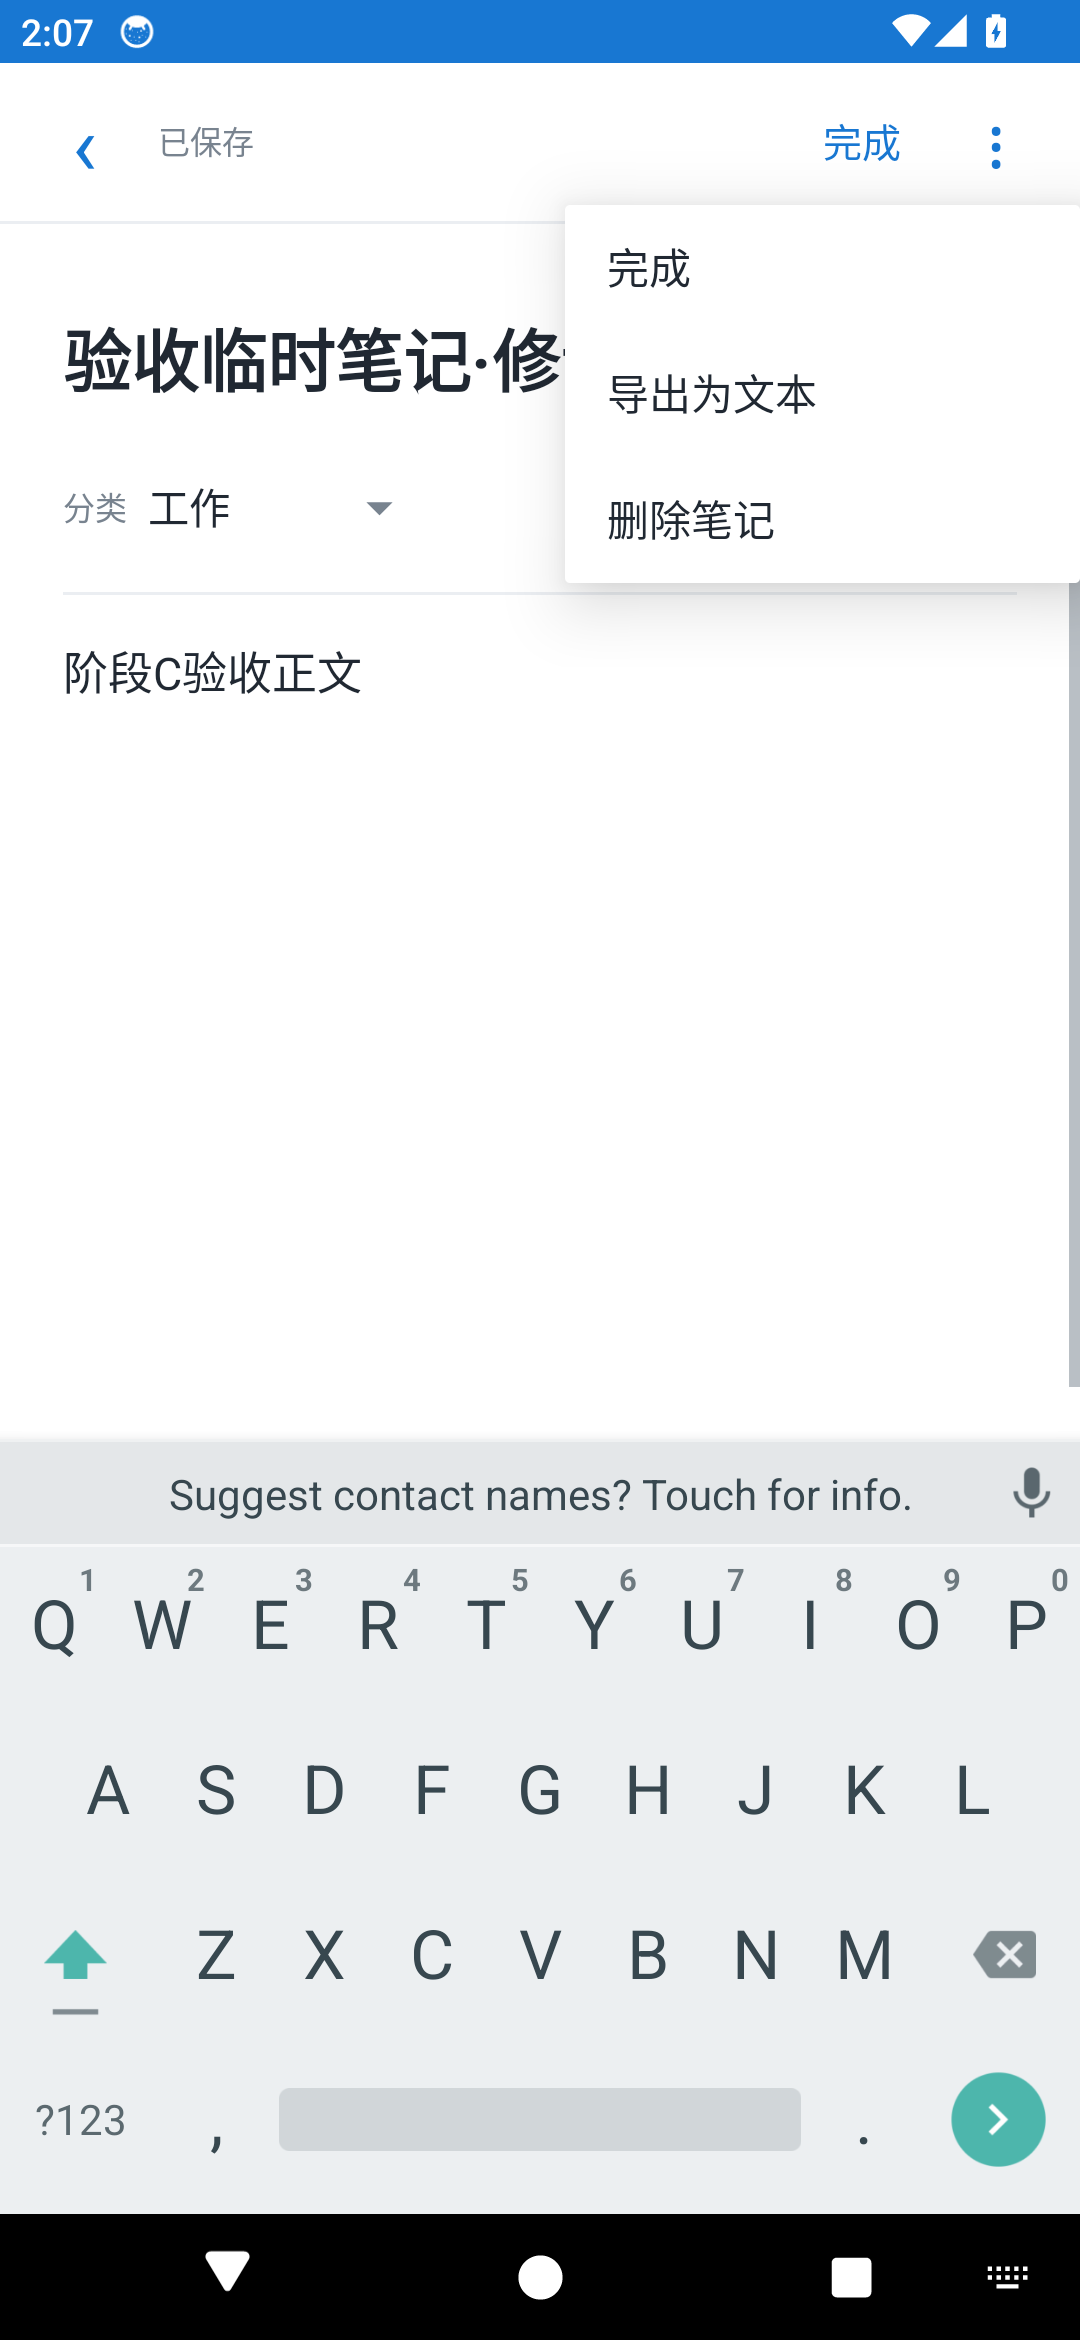 2:07
已保存
完成
完成
验收临时笔记·修
导出为文本
分类 工作
删除笔记
阶段C验收正文
Suggest contact names? Touch for info.
1 2 3 4 5 6 7 8 9 0
Q W E R T Y U I O P
A S D F G H J K L
Z X C V B N M
?123 , .